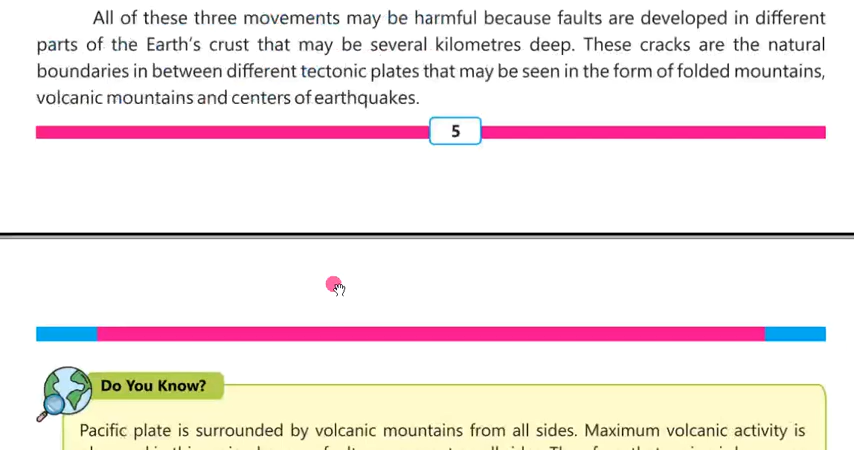 All of these three movements may be harmful because faults are developed in different
parts of the Earth's crust that may be several kilometres deep. These cracks are the natural
boundaries in between different tectonic plates that may be seen in the form of folded mountains,
volcanic mountains and centers of earthquakes.
5
Do You Know?
Pacific plate is surrounded by volcanic mountains from all sides. Maximum volcanic activity is